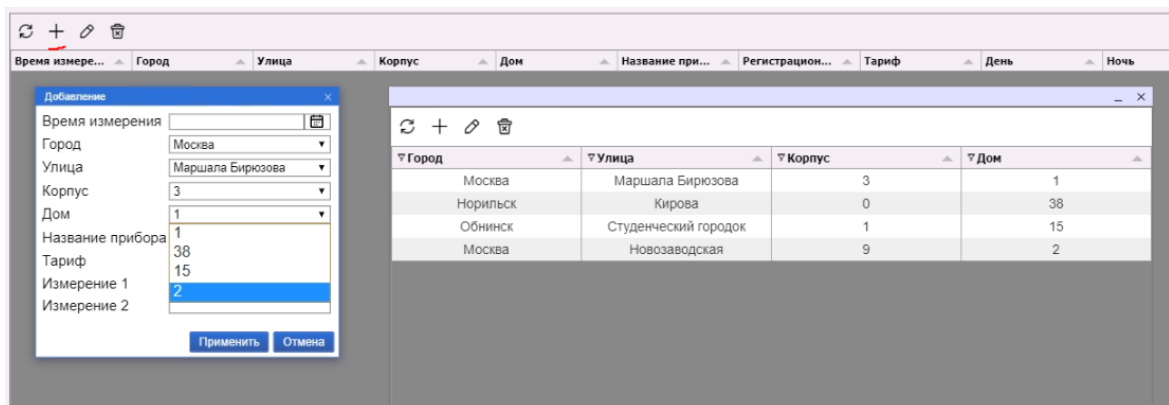 Время измере... Город Улица Корпус Дом Название при... Регистрацион... Тариф День Ночь
Добавление
Время измерения
Город Москва
Улица Маршала Бирюзова
Корпус 3
Дом 1
1
38
15
2
Название прибора
Тариф
Измерение 1
Измерение 2
Применить Отмена
Город Улица Корпус Дом
Москва Маршала Бирюзова 3 1
Норильск Кирова 0 38
Обнинск Студенческий городок 1 15
Москва Новозаводская 9 2